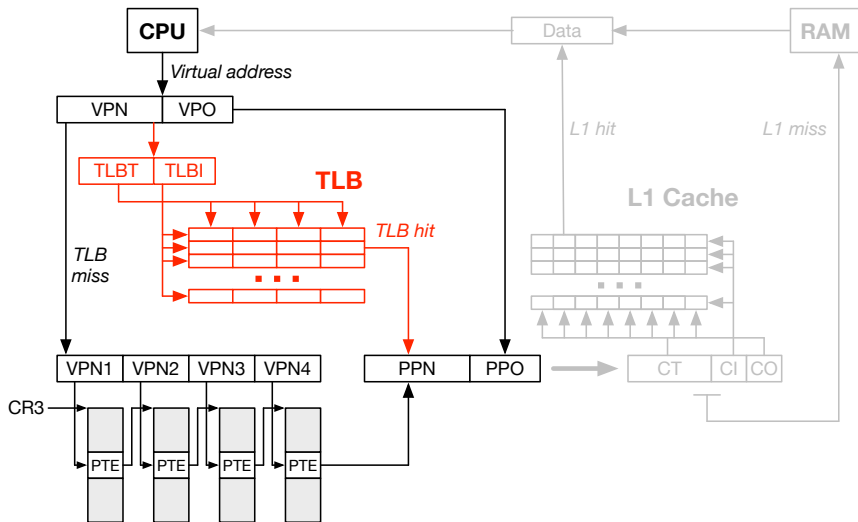 CPU
Data
RAM
Virtual address
VPN VPO
L1 hit
L1 miss
TLBT TLBI
TLB
L1 Cache
TLB hit
TLB
miss
VPN1 VPN2 VPN3 VPN4
PPN PPO
CT CI CO
CR3
PTE PTE PTE PTE